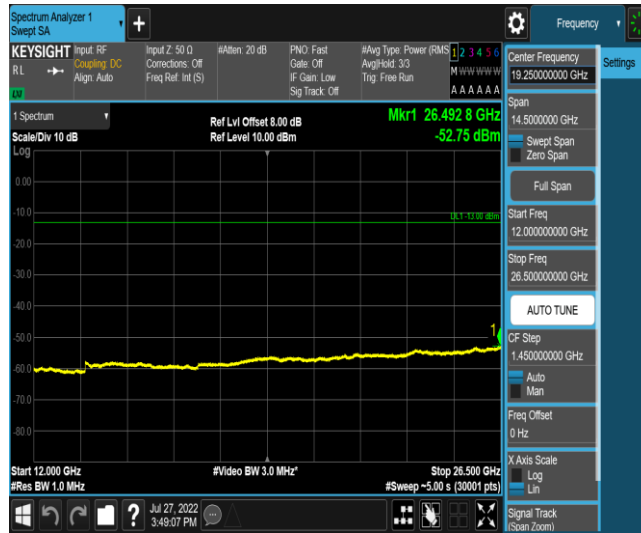 Spectrum Analyzer 1
Swept SA
+
Frequency
KEYSIGHT
RL
LXI
Input: RF
Coupling: DC
Align: Auto
Input Z: 50 Ω
Corrections: Off
Freq Ref: Int (S)
#Atten: 20 dB
PNO: Fast
Gate: Off
IF Gain: Low
Sig Track: Off
#Avg Type: Power (RMS
Avg|Hold: 3/3
Trig: Free Run
1 2 3 4 5 6
M W W W W W
A A A A A A
1 Spectrum
Scale/Div 10 dB
Log
Ref Lvl Offset 8.00 dB
Ref Level 10.00 dBm
Mkr1 26.492 8 GHz
-52.75 dBm
0.00
-10.0
DL1 -13.00 dBm
-20.0
-30.0
-40.0
-50.0
1
-60.0
-70.0
-80.0
Start 12.000 GHz
#Res BW 1.0 MHz
#Video BW 3.0 MHz*
Stop 26.500 GHz
#Sweep ~5.00 s (30001 pts)
Jul 27, 2022
3:49:07 PM
?
Settings
Center Frequency
19.250000000 GHz
Span
14.5000000 GHz
Swept Span
Zero Span
Full Span
Start Freq
12.000000000 GHz
Stop Freq
26.500000000 GHz
AUTO TUNE
CF Step
1.450000000 GHz
Auto
Man
Freq Offset
0 Hz
X Axis Scale
Log
Lin
Signal Track
(Span Zoom)